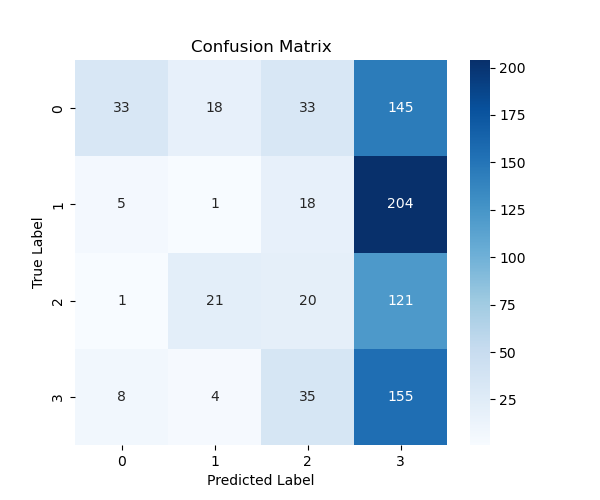 Confusion Matrix
True Label
0 33 18 33 145
1 5 1 18 204
2 1 21 20 121
3 8 4 35 155
0 1 2 3
Predicted Label
200
175
150
125
100
75
50
25